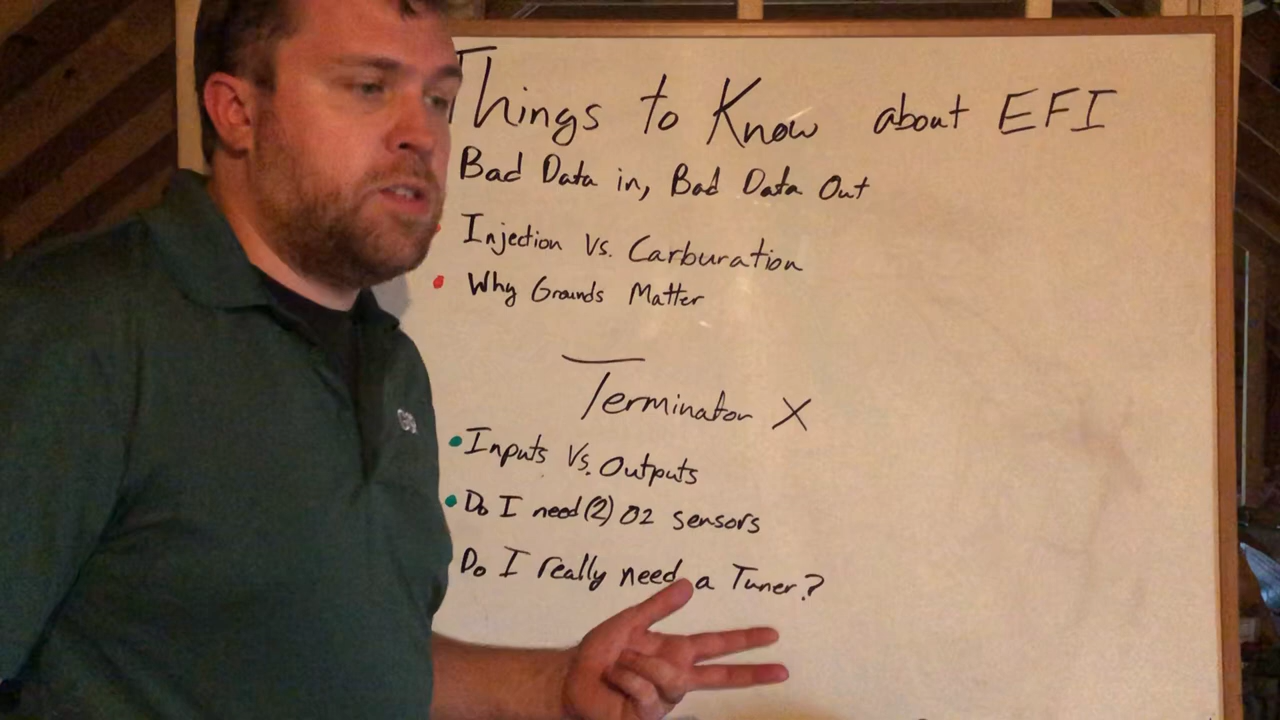 Things to Know about EFI
Bad Data in, Bad Data Out
Injection Vs. Carburation
• Why Grounds Matter
Terminator X
• Inputs Vs. Outputs
• Do I need (2) O2 sensors
Do I really need a Tuner?